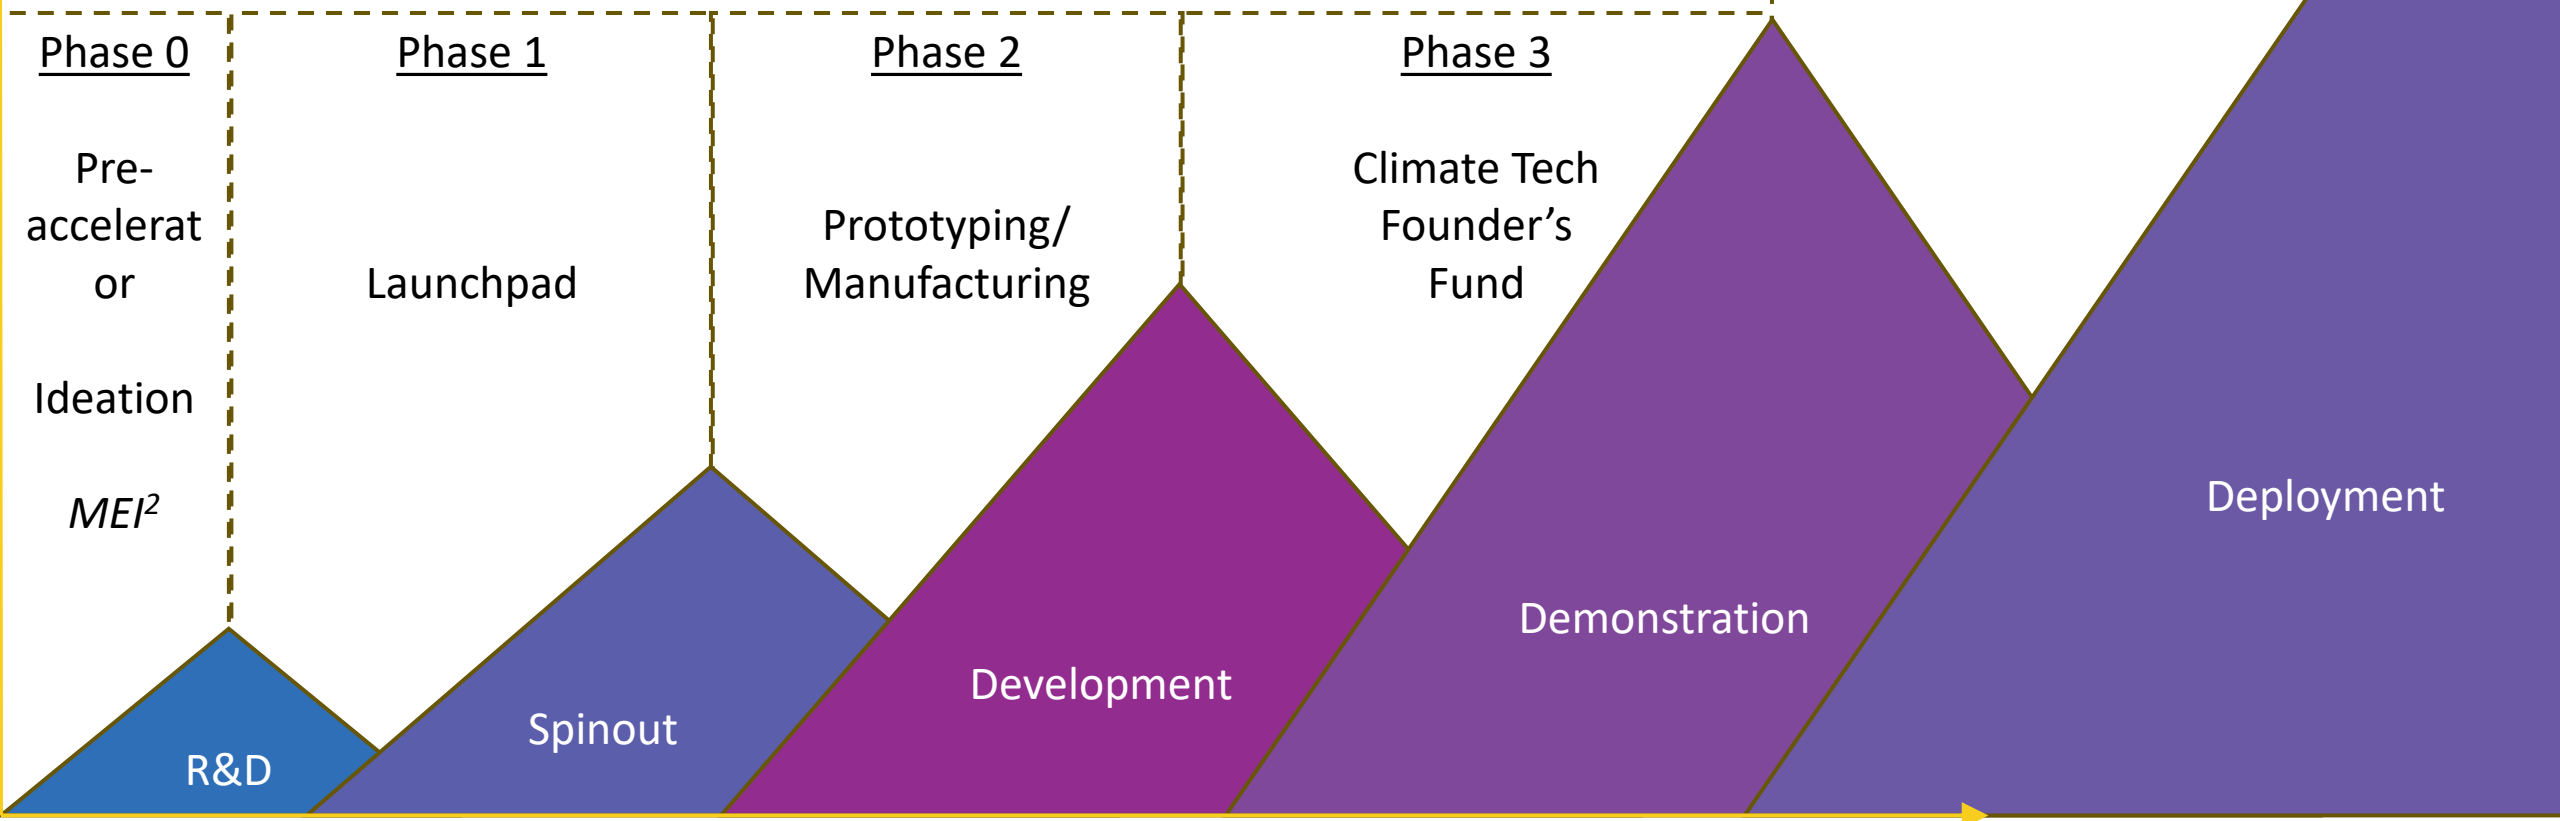 Phase 0
Pre-
accelerat
or
Ideation
MEI²
Phase 1
Launchpad
Phase 2
Prototyping/
Manufacturing
Phase 3
Climate Tech
Founder’s
Fund
R&D
Spinout
Development
Demonstration
Deployment